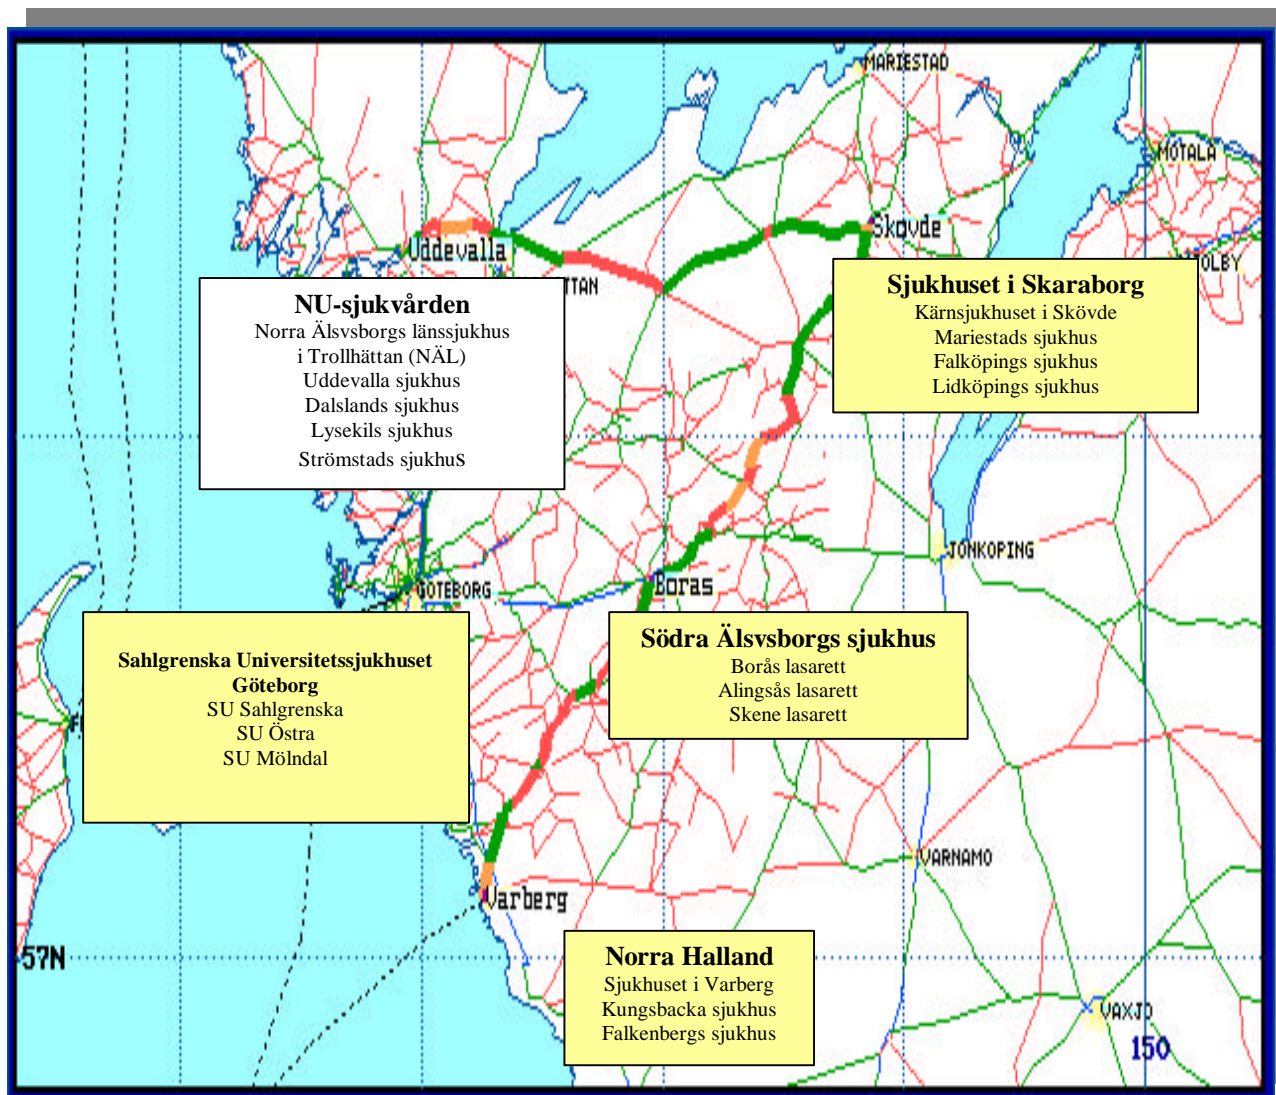 MARIESTAD
MOTALA
Skovde
Uddevalla
OLBY
TTAN
Sjukhuset i Skaraborg
Kärnsjukhuset i Skövde
Mariestads sjukhus
Falköpings sjukhus
Lidköpings sjukhus
NU-sjukvården
Norra Älsvsborgs länssjukhus
i Trollhättan (NÄL)
Uddevalla sjukhus
Dalslands sjukhus
Lysekils sjukhus
Strömstads sjukhus
JONKOPING
GOTEBORG
Boras
Sahlgrenska Universitetssjukhuset
Göteborg
SU Sahlgrenska
SU Östra
SU Mölndal
Södra Älsvsborgs sjukhus
Borås lasarett
Alingsås lasarett
Skene lasarett
VARNAMO
Varberg
57N
Norra Halland
Sjukhuset i Varberg
Kungsbacka sjukhus
Falkenbergs sjukhus
VAXJO
150